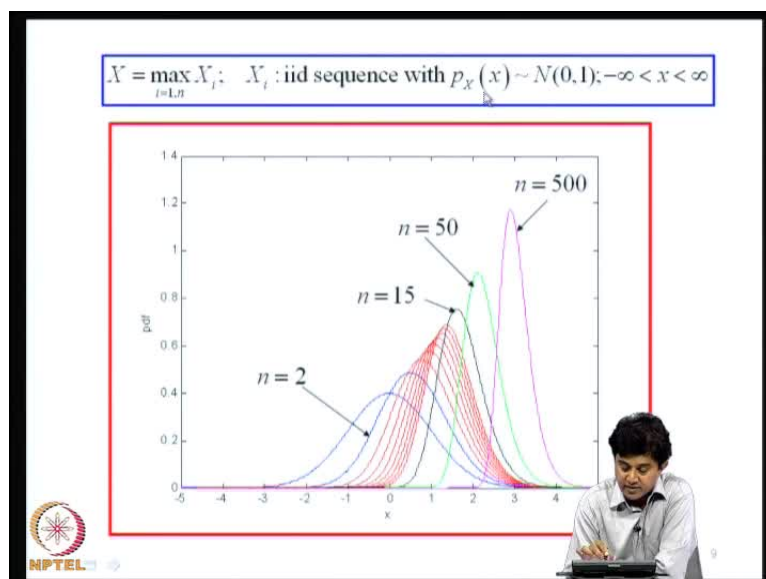 X = max X_i; X_i : iid sequence with p_X(x) ~ N(0,1); -∞ < x < ∞
i=1,n
1 4
1.2
1
0.8
0.6
0.4
0.2
0
pdf
n = 500
n = 50
n = 15
n = 2
-5 -4 -3 -2 -1 0 1 2 3 4
x
NPTEL
9